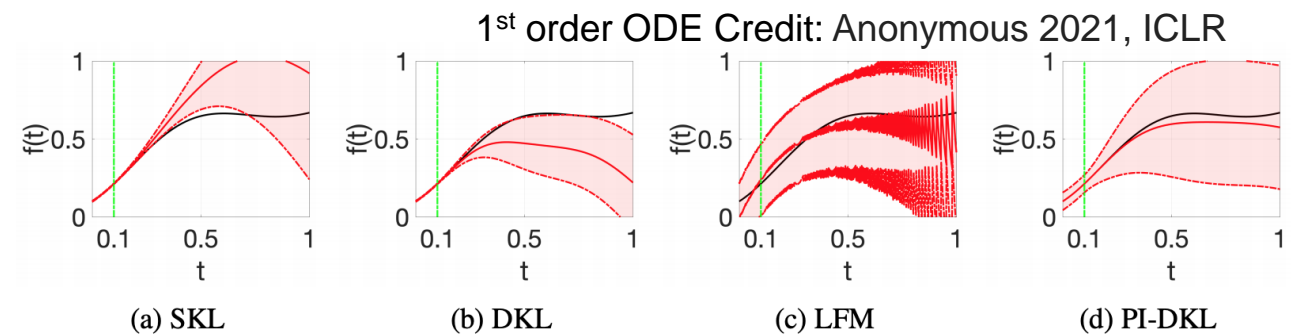 1st order ODE Credit: Anonymous 2021, ICLR
1 1 1 1
f(t) 0.5 f(t) 0.5 f(t) 0.5 f(t) 0.5
0 0 0 0
0.1 0.5 1 0.1 0.5 1 0.1 0.5 1 0.1 0.5 1
t t t t
(a) SKL (b) DKL (c) LFM (d) PI-DKL